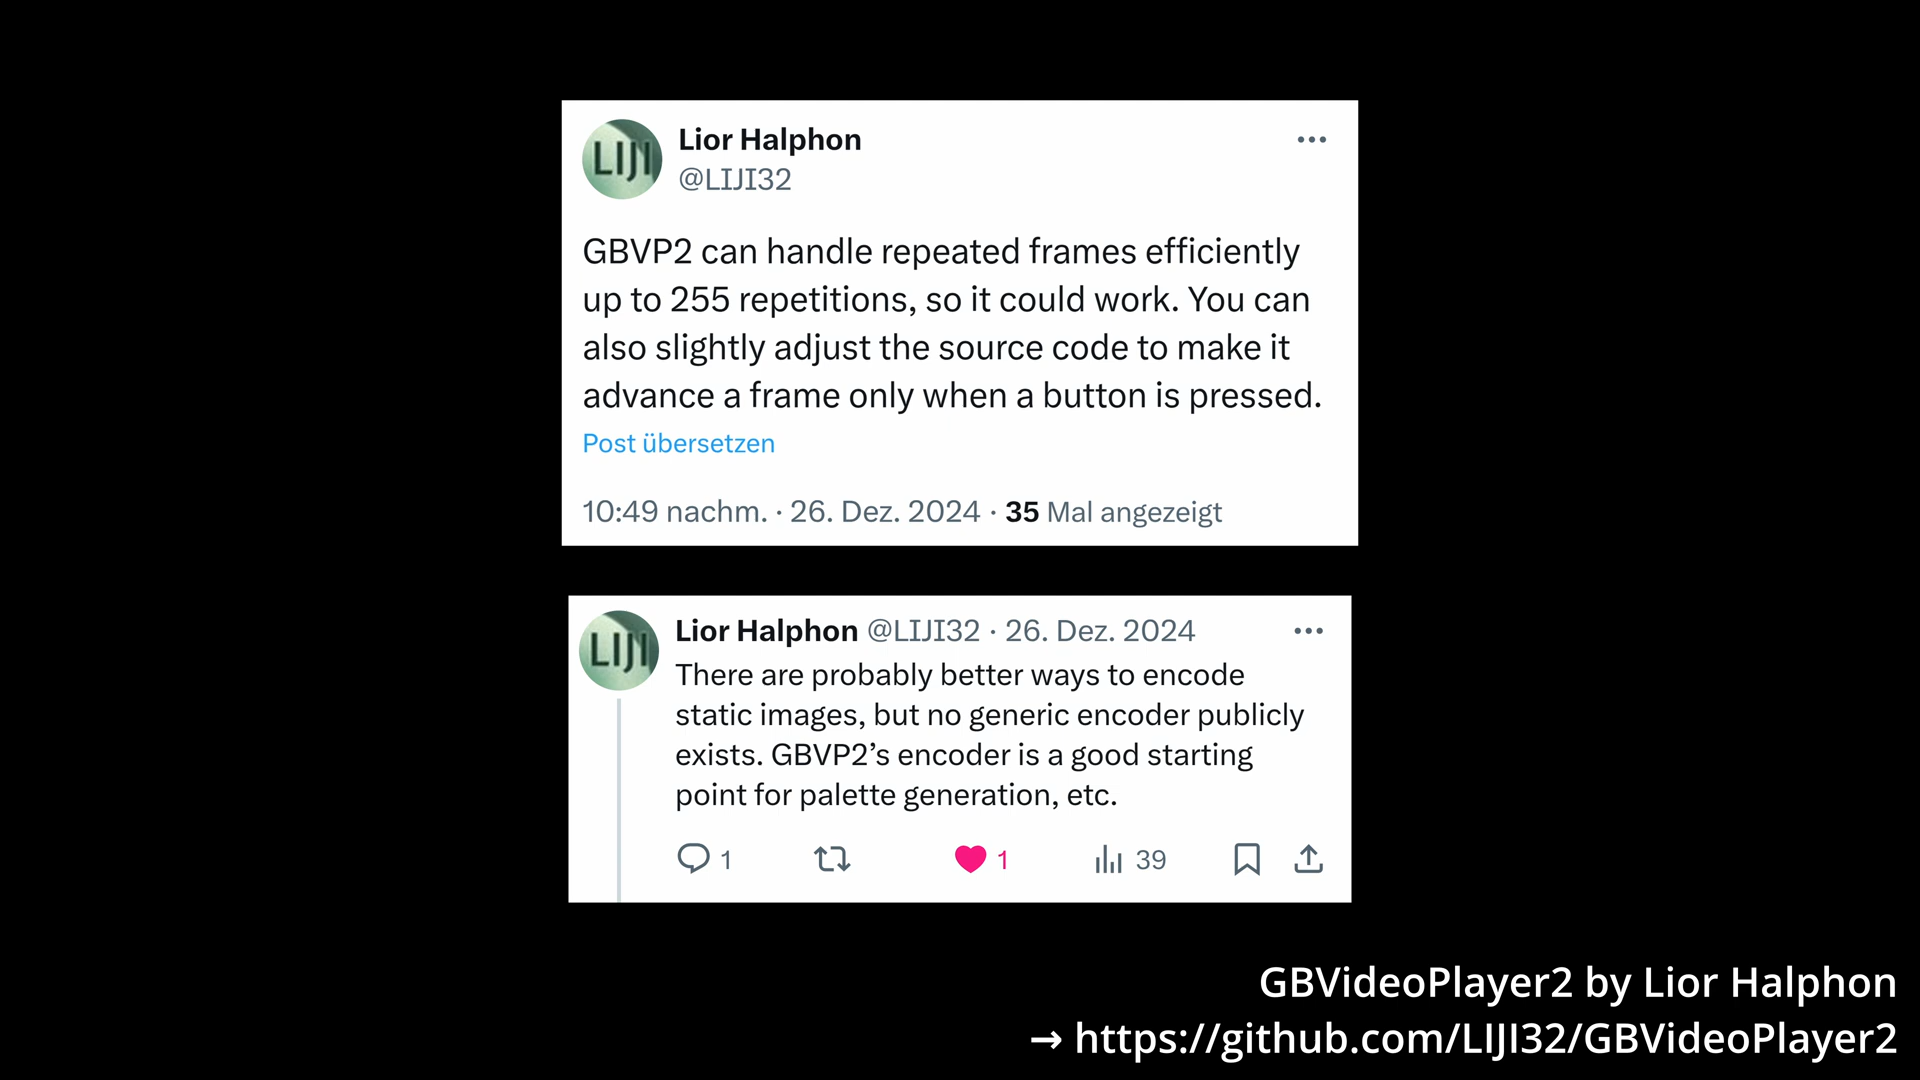 LIJI
Lior Halphon
@LIJI32
GBVP2 can handle repeated frames efficiently
up to 255 repetitions, so it could work. You can
also slightly adjust the source code to make it
advance a frame only when a button is pressed.
Post übersetzen
10:49 nachm. · 26. Dez. 2024 · 35 Mal angezeigt
LIJI
Lior Halphon @LIJI32 · 26. Dez. 2024
There are probably better ways to encode
static images, but no generic encoder publicly
exists. GBVP2’s encoder is a good starting
point for palette generation, etc.
1 1 39
GBVideoPlayer2 by Lior Halphon
→ https://github.com/LIJI32/GBVideoPlayer2